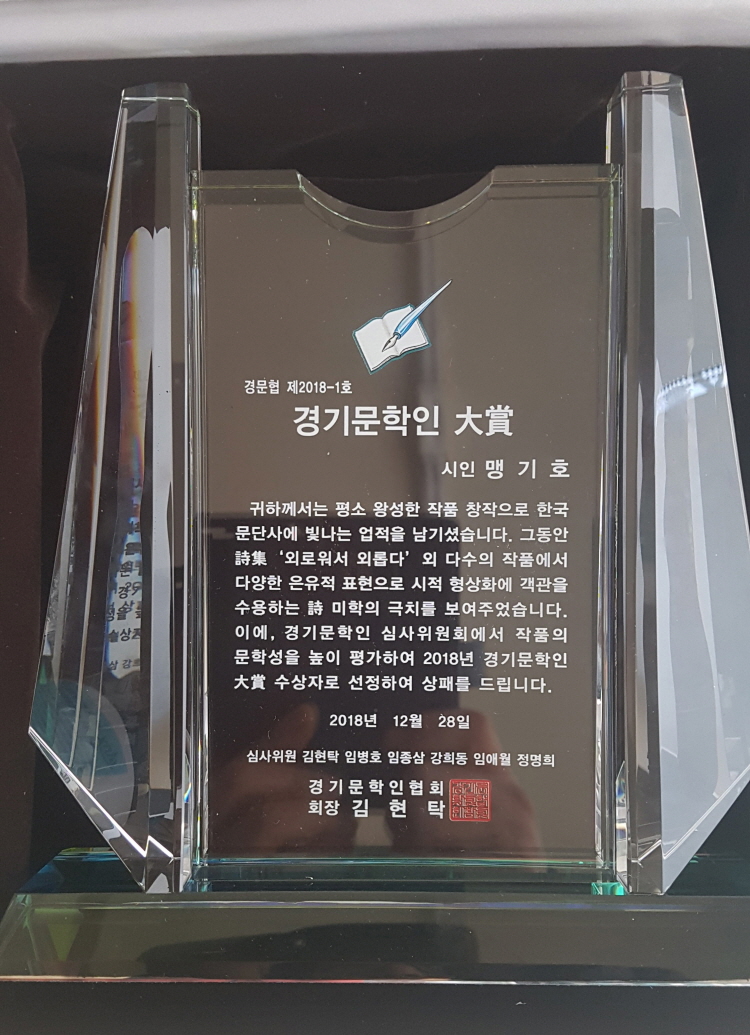 경문협 제2018-1호
경기문학인 大賞
시인 맹 기 호
귀하께서는 평소 왕성한 작품 창작으로 한국
문단사에 빛나는 업적을 남기셨습니다. 그동안
詩集 '외로워서 외롭다' 외 다수의 작품에서
다양한 은유적 표현으로 시적 형상화에 객관을
수용하는 詩 미학의 극치를 보여주었습니다.
이에, 경기문학인 심사위원회에서 작품의
문학성을 높이 평가하여 2018년 경기문학인
大賞 수상자로 선정하여 상패를 드립니다.
2018년 12월 28일
심사위원 김현탁 임병호 임종삼 강희동 임애월 정명희
경기문학인협회
회장 김 현 탁